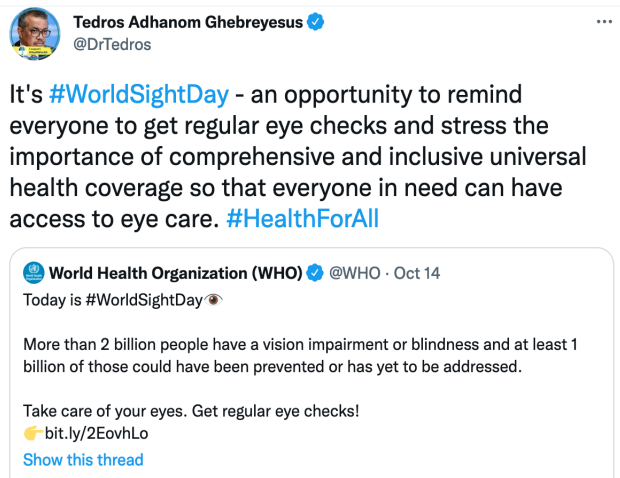 Tedros Adhanom Ghebreyesus
@DrTedros
It's #WorldSightDay - an opportunity to remind
everyone to get regular eye checks and stress the
importance of comprehensive and inclusive universal
health coverage so that everyone in need can have
access to eye care. #HealthForAll
World Health Organization (WHO) @WHO · Oct 14
Today is #WorldSightDay👁️
More than 2 billion people have a vision impairment or blindness and at least 1
billion of those could have been prevented or has yet to be addressed.
Take care of your eyes. Get regular eye checks!
👉bit.ly/2EovhLo
Show this thread